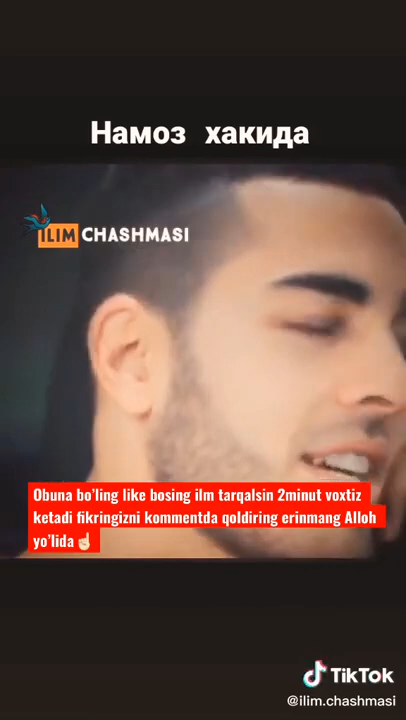 Намоз хакида
ILIM CHASHMASI
Obuna bo'ling like bosing ilm tarqalsin 2minut voxtiz
ketadi fikringizni kommentda qoldiring erinmang Alloh
yo'lida☝
TikTok
@ilim.chashmasi